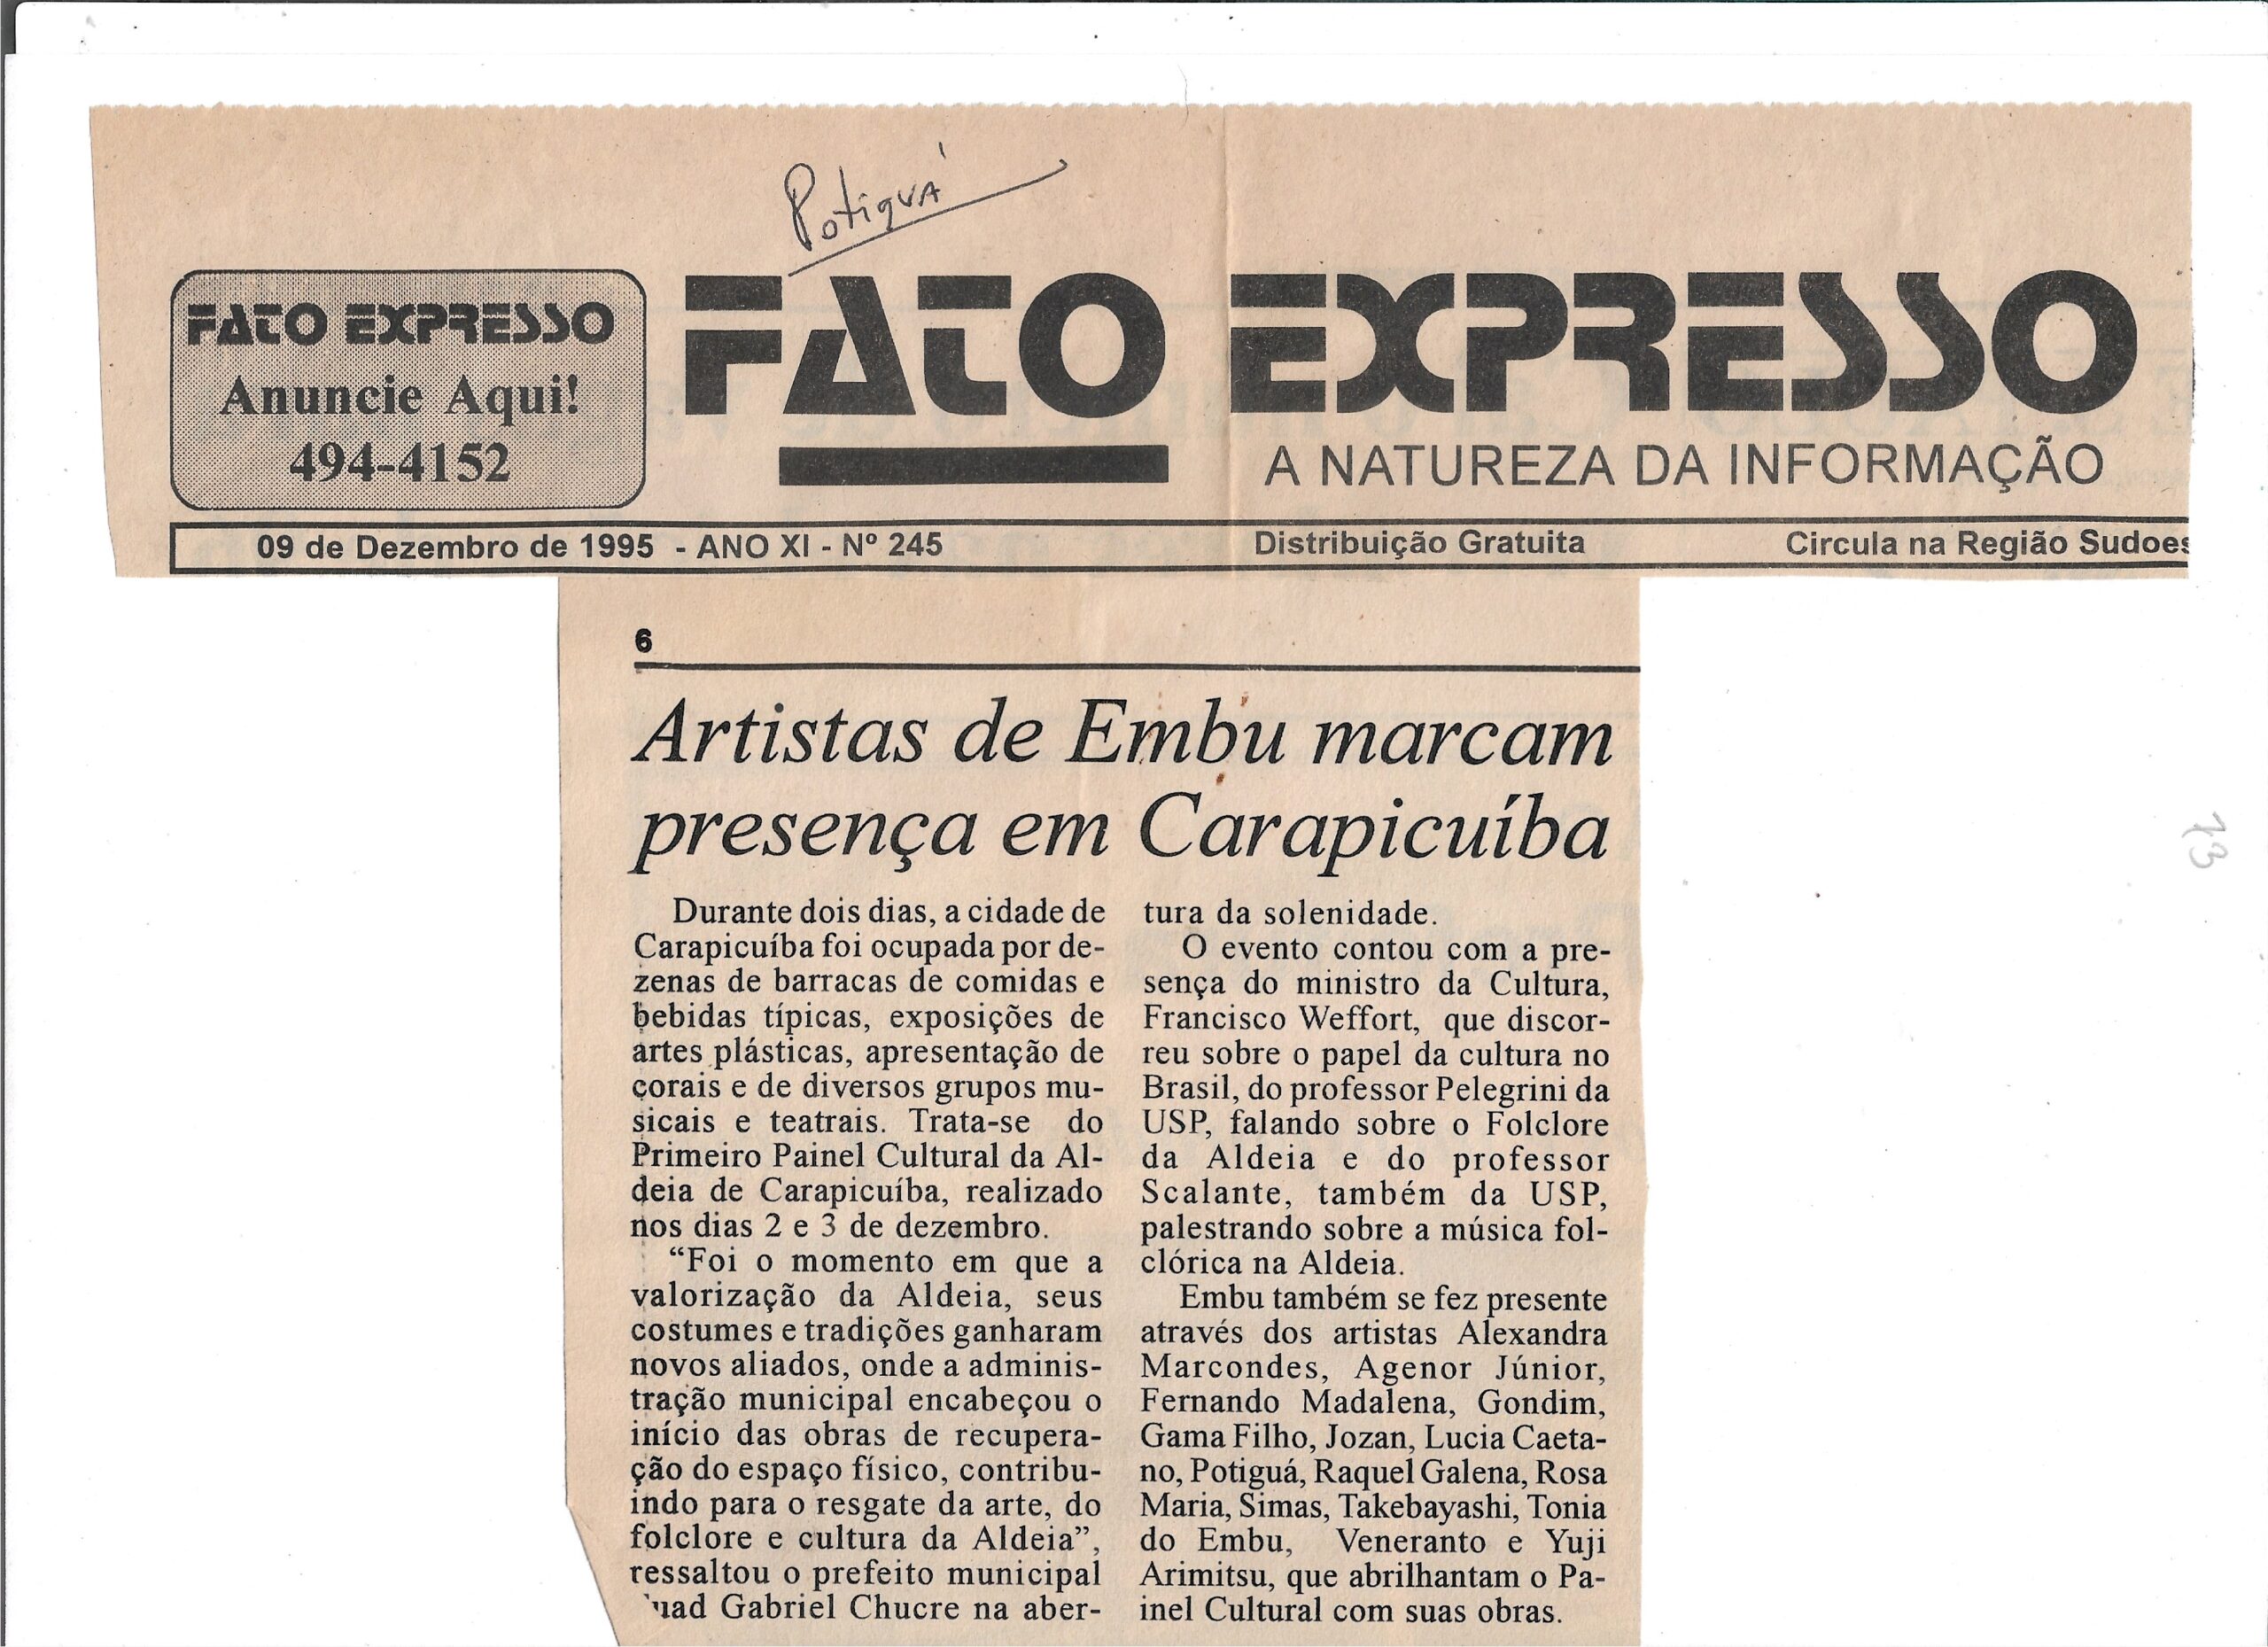 Potiguá
FATO EXPRESSO
Anuncie Aqui!
494-4152
FATO EXPRESSO
A NATUREZA DA INFORMAÇÃO
09 de Dezembro de 1995 - ANO XI - Nº 245 Distribuição Gratuita Circula na Região Sudoes
6
Artistas de Embu marcam
presença em Carapicuíba
Durante dois dias, a cidade de
Carapicuíba foi ocupada por de-
zenas de barracas de comidas e
bebidas típicas, exposições de
artes plásticas, apresentação de
corais e de diversos grupos mu-
sicais e teatrais. Trata-se do
Primeiro Painel Cultural da Al-
deia de Carapicuíba, realizado
nos dias 2 e 3 de dezembro.
“Foi o momento em que a
valorização da Aldeia, seus
costumes e tradições ganharam
novos aliados, onde a adminis-
tração municipal encabeçou o
início das obras de recupera-
ção do espaço físico, contribu-
indo para o resgate da arte, do
folclore e cultura da Aldeia”,
ressaltou o prefeito municipal
uad Gabriel Chucre na aber-
tura da solenidade.
O evento contou com a pre-
sença do ministro da Cultura,
Francisco Weffort, que discor-
reu sobre o papel da cultura no
Brasil, do professor Pelegrini da
USP, falando sobre o Folclore
da Aldeia e do professor
Scalante, também da USP,
palestrando sobre a música fol-
clórica na Aldeia.
Embu também se fez presente
através dos artistas Alexandra
Marcondes, Agenor Júnior,
Fernando Madalena, Gondim,
Gama Filho, Jozan, Lucia Caeta-
no, Potiguá, Raquel Galena, Rosa
Maria, Simas, Takebayashi, Tonia
do Embu, Veneranto e Yuji
Arimitsu, que abrilhantam o Pa-
inel Cultural com suas obras.